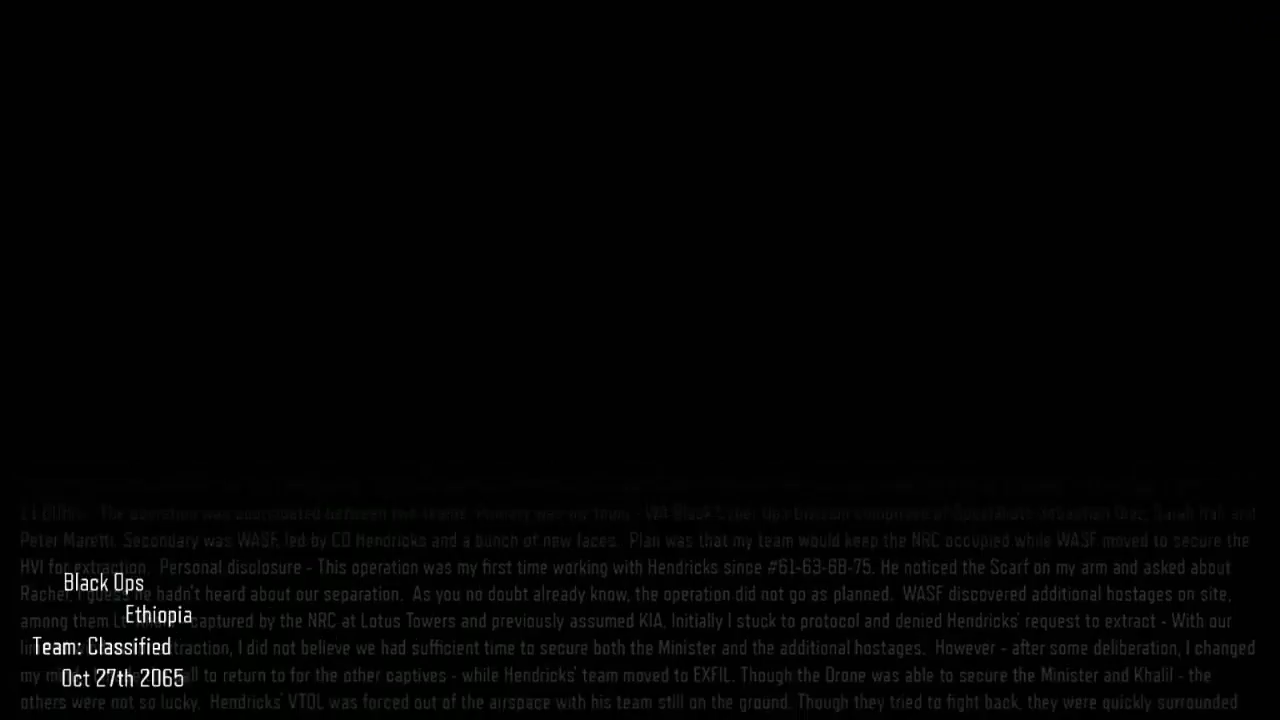 The operation was
Peter Maretti. Secondary was WASF, led by CO Hendricks and a bunch of new faces. Plan was that my team would keep the NRC occupied while WASF moved to secure the
HVI for extraction. Personal disclosure - This operation was my first time working with Hendricks since #61-63-68-75. He noticed the Scarf on my arm and asked about
Black Ops
hadn't heard about our separation. As you no doubt already know, the operation did not go as planned. WASF discovered additional hostages on site,
Ethiopia
among them captured by the NRC at Lotus Towers and previously assumed KIA. Initially I stuck to protocol and denied Hendricks' request to extract - With our
Team: Classified
I did not believe we had sufficient time to secure both the Minister and the additional hostages. However - after some deliberation, I changed
Oct 27th 2065
to return to for the other captives - while Hendricks' team moved to EXFIL. Though the Drone was able to secure the Minister and Khalil - the
others were not so lucky. Hendricks' VTOL was forced out of the airspace with his team still on the ground. Though they tried to fight back, they were quickly surrounded